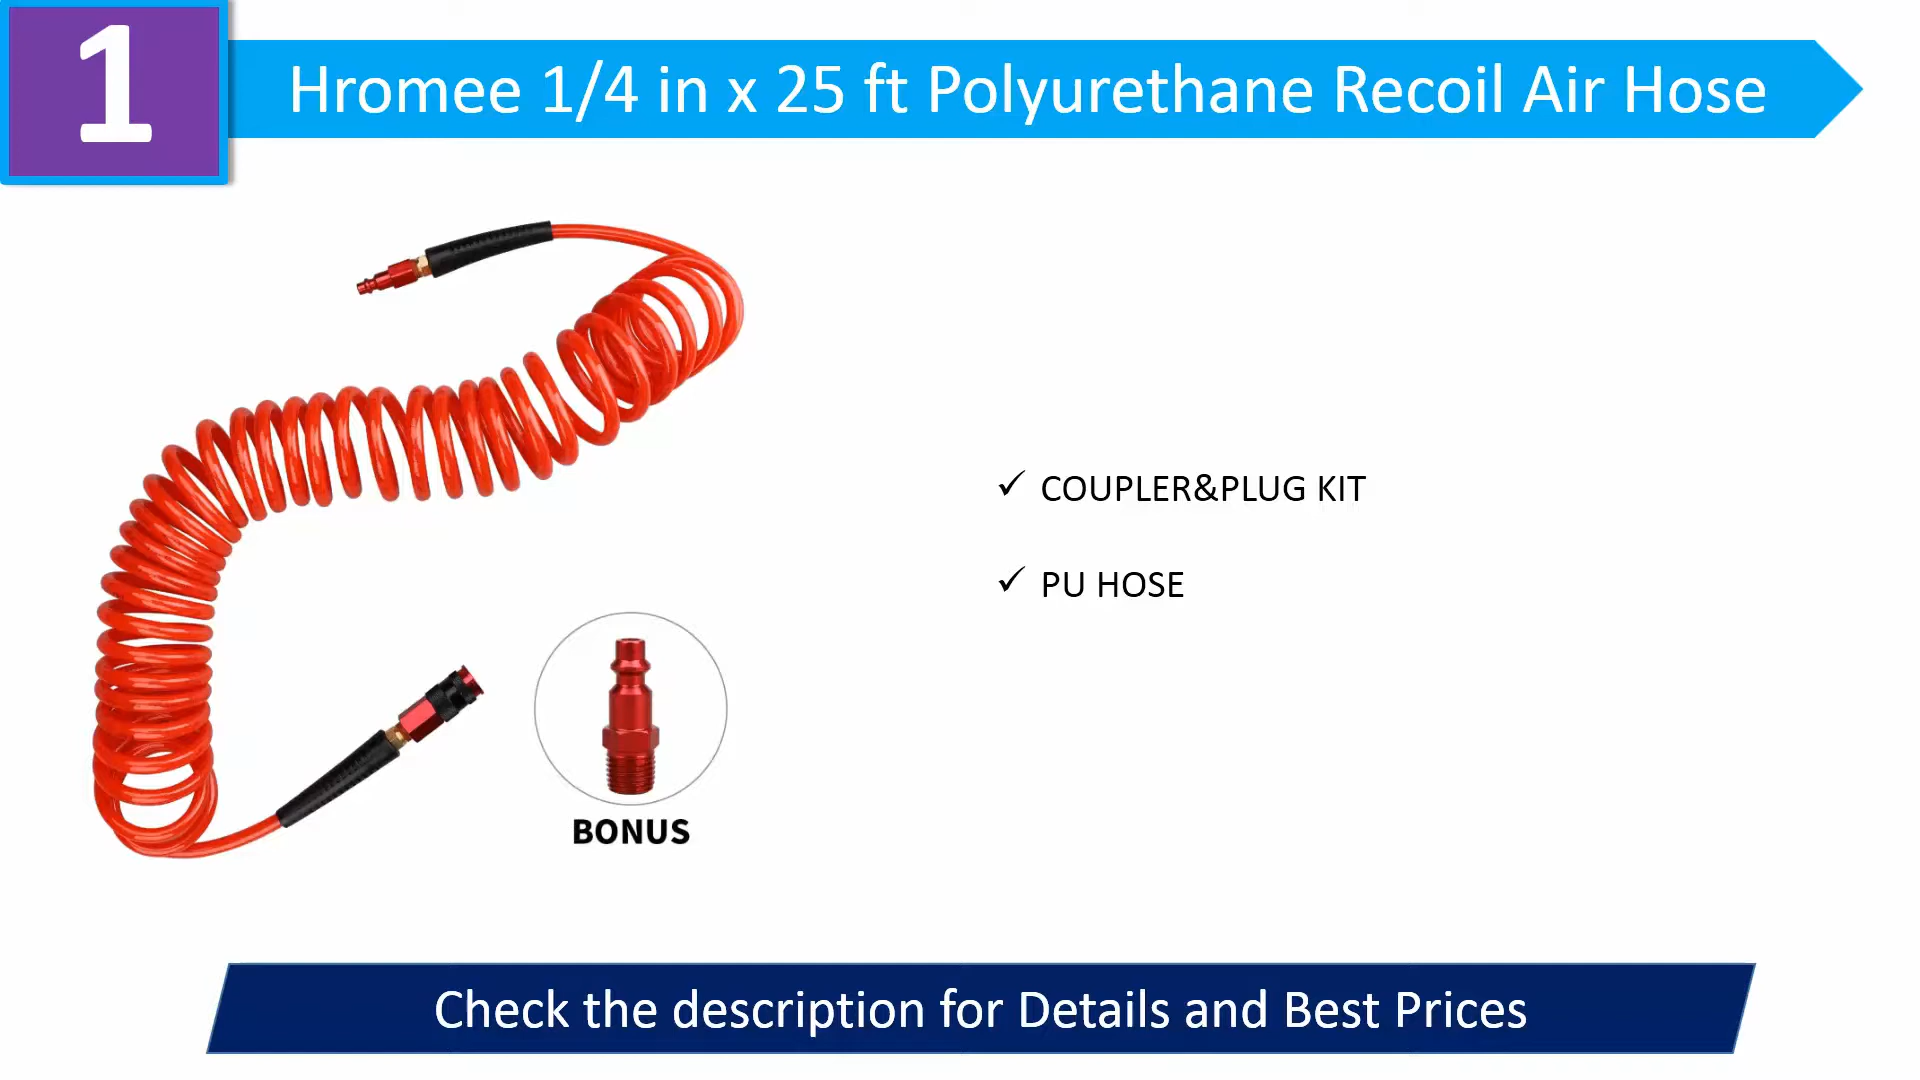 1
Hromee 1/4 in x 25 ft Polyurethane Recoil Air Hose
✓ COUPLER&PLUG KIT
✓ PU HOSE
BONUS
Check the description for Details and Best Prices